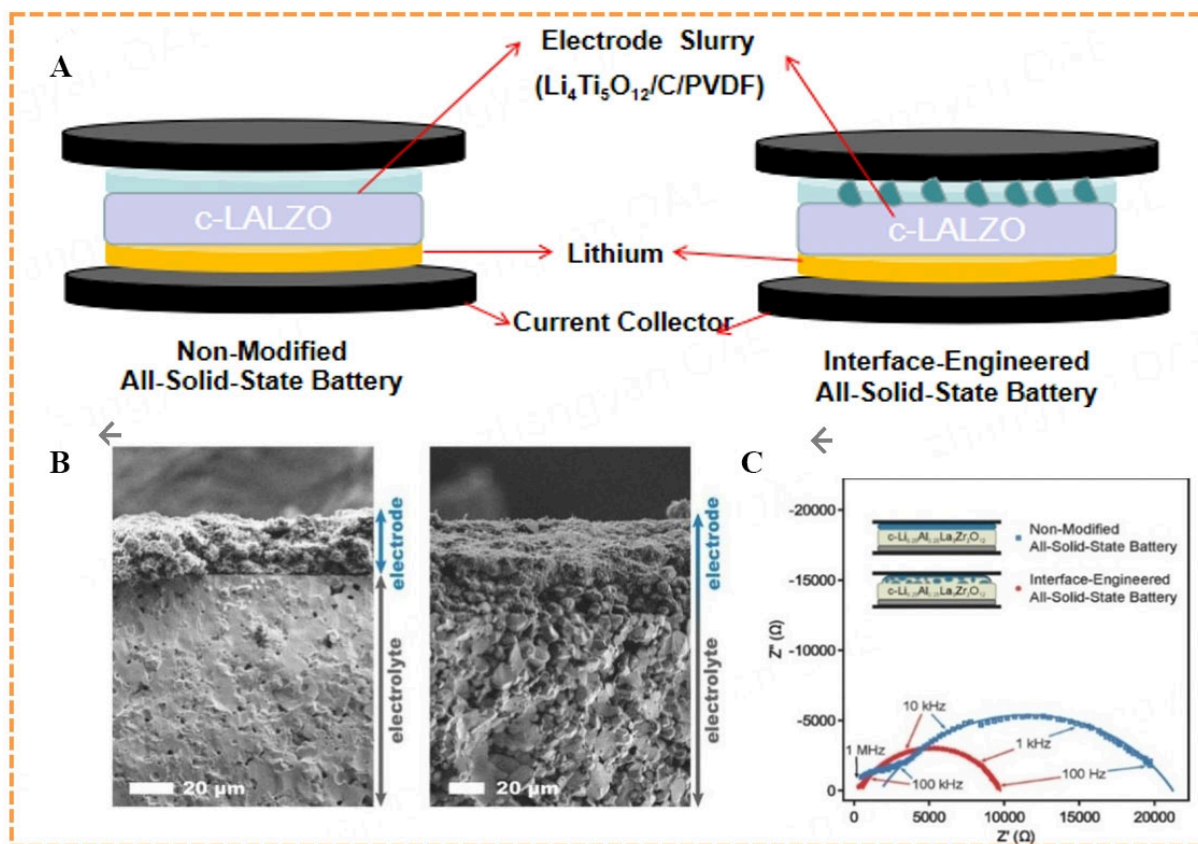 A
Electrode Slurry
(Li₄Ti₅O₁₂/C/PVDF)
c-LALZO
c-LALZO
Lithium
Current Collector
Non-Modified
All-Solid-State Battery
Interface-Engineered
All-Solid-State Battery
B
electrode
electrolyte
20 µm
electrode
electrolyte
20 µm
C
-20000
-15000
-10000
-5000
0
Z" (Ω)
Non-Modified
All-Solid-State Battery
Interface-Engineered
All-Solid-State Battery
10 kHz
1 MHz
1 kHz
100 kHz
100 Hz
0
5000
10000
15000
20000
Z' (Ω)